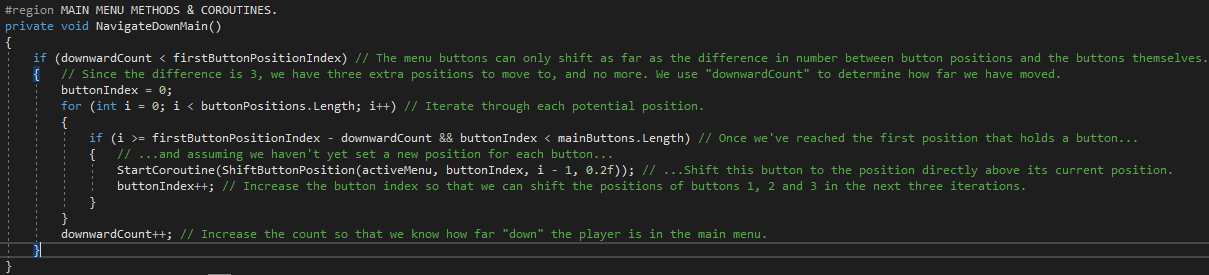 #region MAIN MENU METHODS & COROUTINES.
private void NavigateDownMain()
{
if (downwardCount < firstButtonPositionIndex) // The menu buttons can only shift as far as the difference in number between button positions and the buttons themselves.
{ // Since the difference is 3, we have three extra positions to move to, and no more. We use "downwardCount" to determine how far we have moved.
buttonIndex = 0;
for (int i = 0; i < buttonPositions.Length; i++) // Iterate through each potential position.
{
if (i >= firstButtonPositionIndex - downwardCount && buttonIndex < mainButtons.Length) // Once we've reached the first position that holds a button...
{ // ...and assuming we haven't yet set a new position for each button...
StartCoroutine(ShiftButtonPosition(activeMenu, buttonIndex, i - 1, 0.2f)); // ...Shift this button to the position directly above its current position.
buttonIndex++; // Increase the button index so that we can shift the positions of buttons 1, 2 and 3 in the next three iterations.
}
}
downwardCount++; // Increase the count so that we know how far "down" the player is in the main menu.
}
}